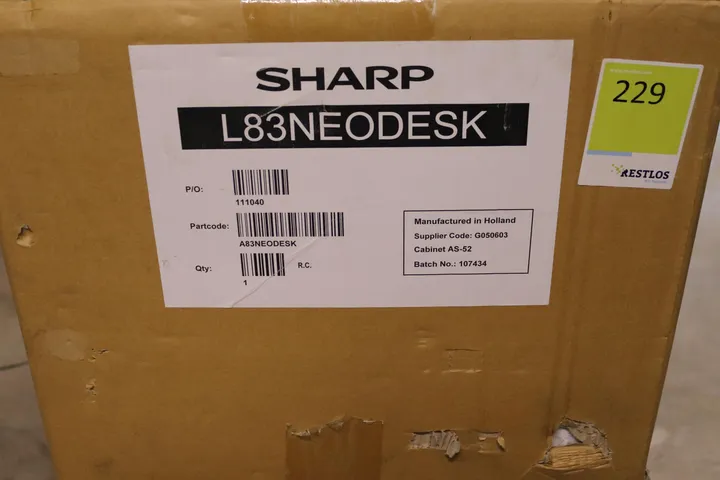 SHARP
L83NEODESK
P/O:
111040
Partcode:
A83NEODESK
Qty:
R.C.
1
Manufactured in Holland
Supplier Code: G050603
Cabinet AS-52
Batch No.: 107434
229
RESTLOS